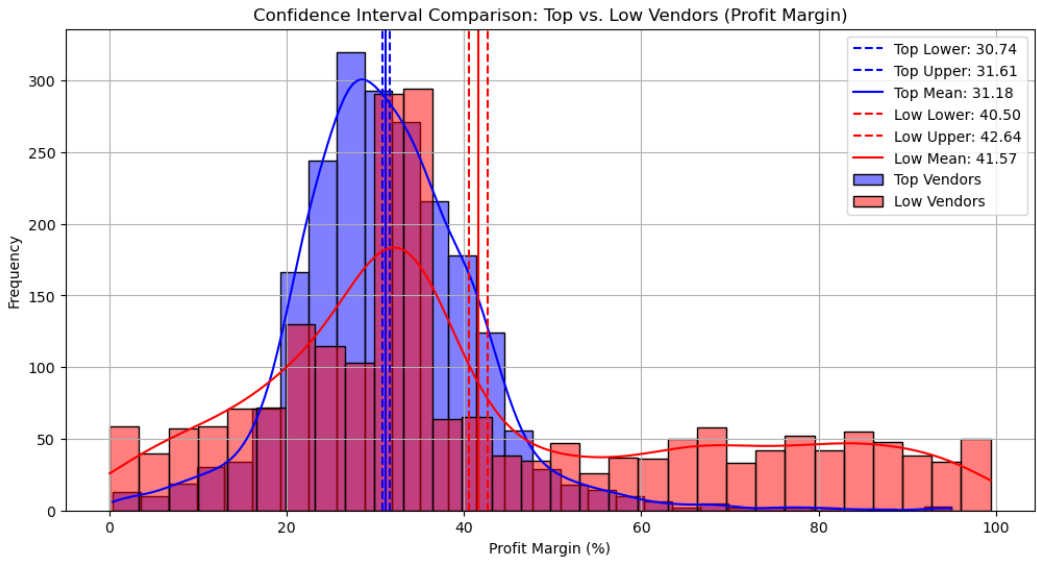 Confidence Interval Comparison: Top vs. Low Vendors (Profit Margin)
Top Lower: 30.74
Top Upper: 31.61
Top Mean: 31.18
Low Lower: 40.50
Low Upper: 42.64
Low Mean: 41.57
Top Vendors
Low Vendors
Frequency
300
250
200
150
100
50
0
0 20 40 60 80 100
Profit Margin (%)